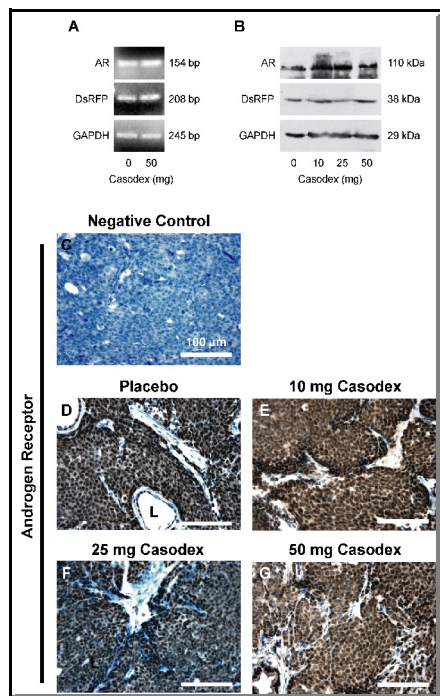 A
B
AR 154 bp
DsRFP 208 bp
GAPDH 245 bp
0 50
Casodex (mg)
AR 110 kDa
DsRFP 38 kDa
GAPDH 29 kDa
0 10 25 50
Casodex (mg)
Androgen Receptor
Negative Control
C
100 µm
Placebo
D
L
10 mg Casodex
E
25 mg Casodex
F
50 mg Casodex
G